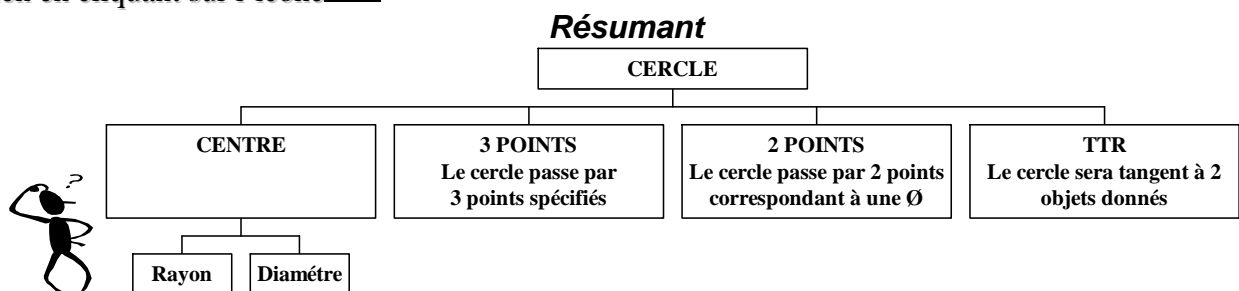 Résumant
CERCLE
CENTRE
3 POINTS
Le cercle passe par
3 points spécifiés
2 POINTS
Le cercle passe par 2 points
correspondant à une Ø
TTR
Le cercle sera tangent à 2
objets donnés
?
Rayon
Diamétre